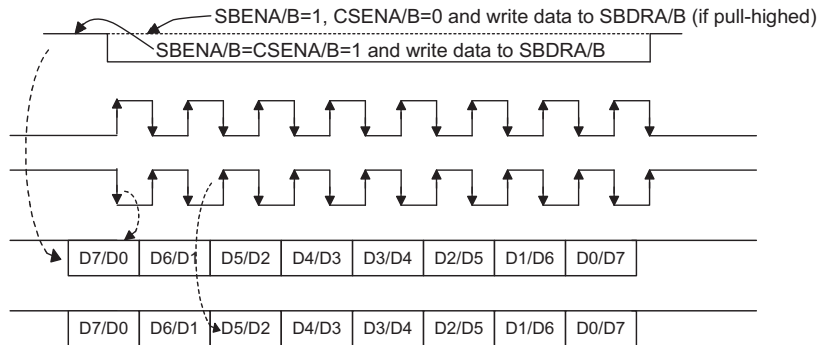 SBENA/B=1, CSENA/B=0 and write data to SBDRA/B (if pull-highed)
SBENA/B=CSENA/B=1 and write data to SBDRA/B
D7/D0 D6/D1 D5/D2 D4/D3 D3/D4 D2/D5 D1/D6 D0/D7
D7/D0 D6/D1 D5/D2 D4/D3 D3/D4 D2/D5 D1/D6 D0/D7